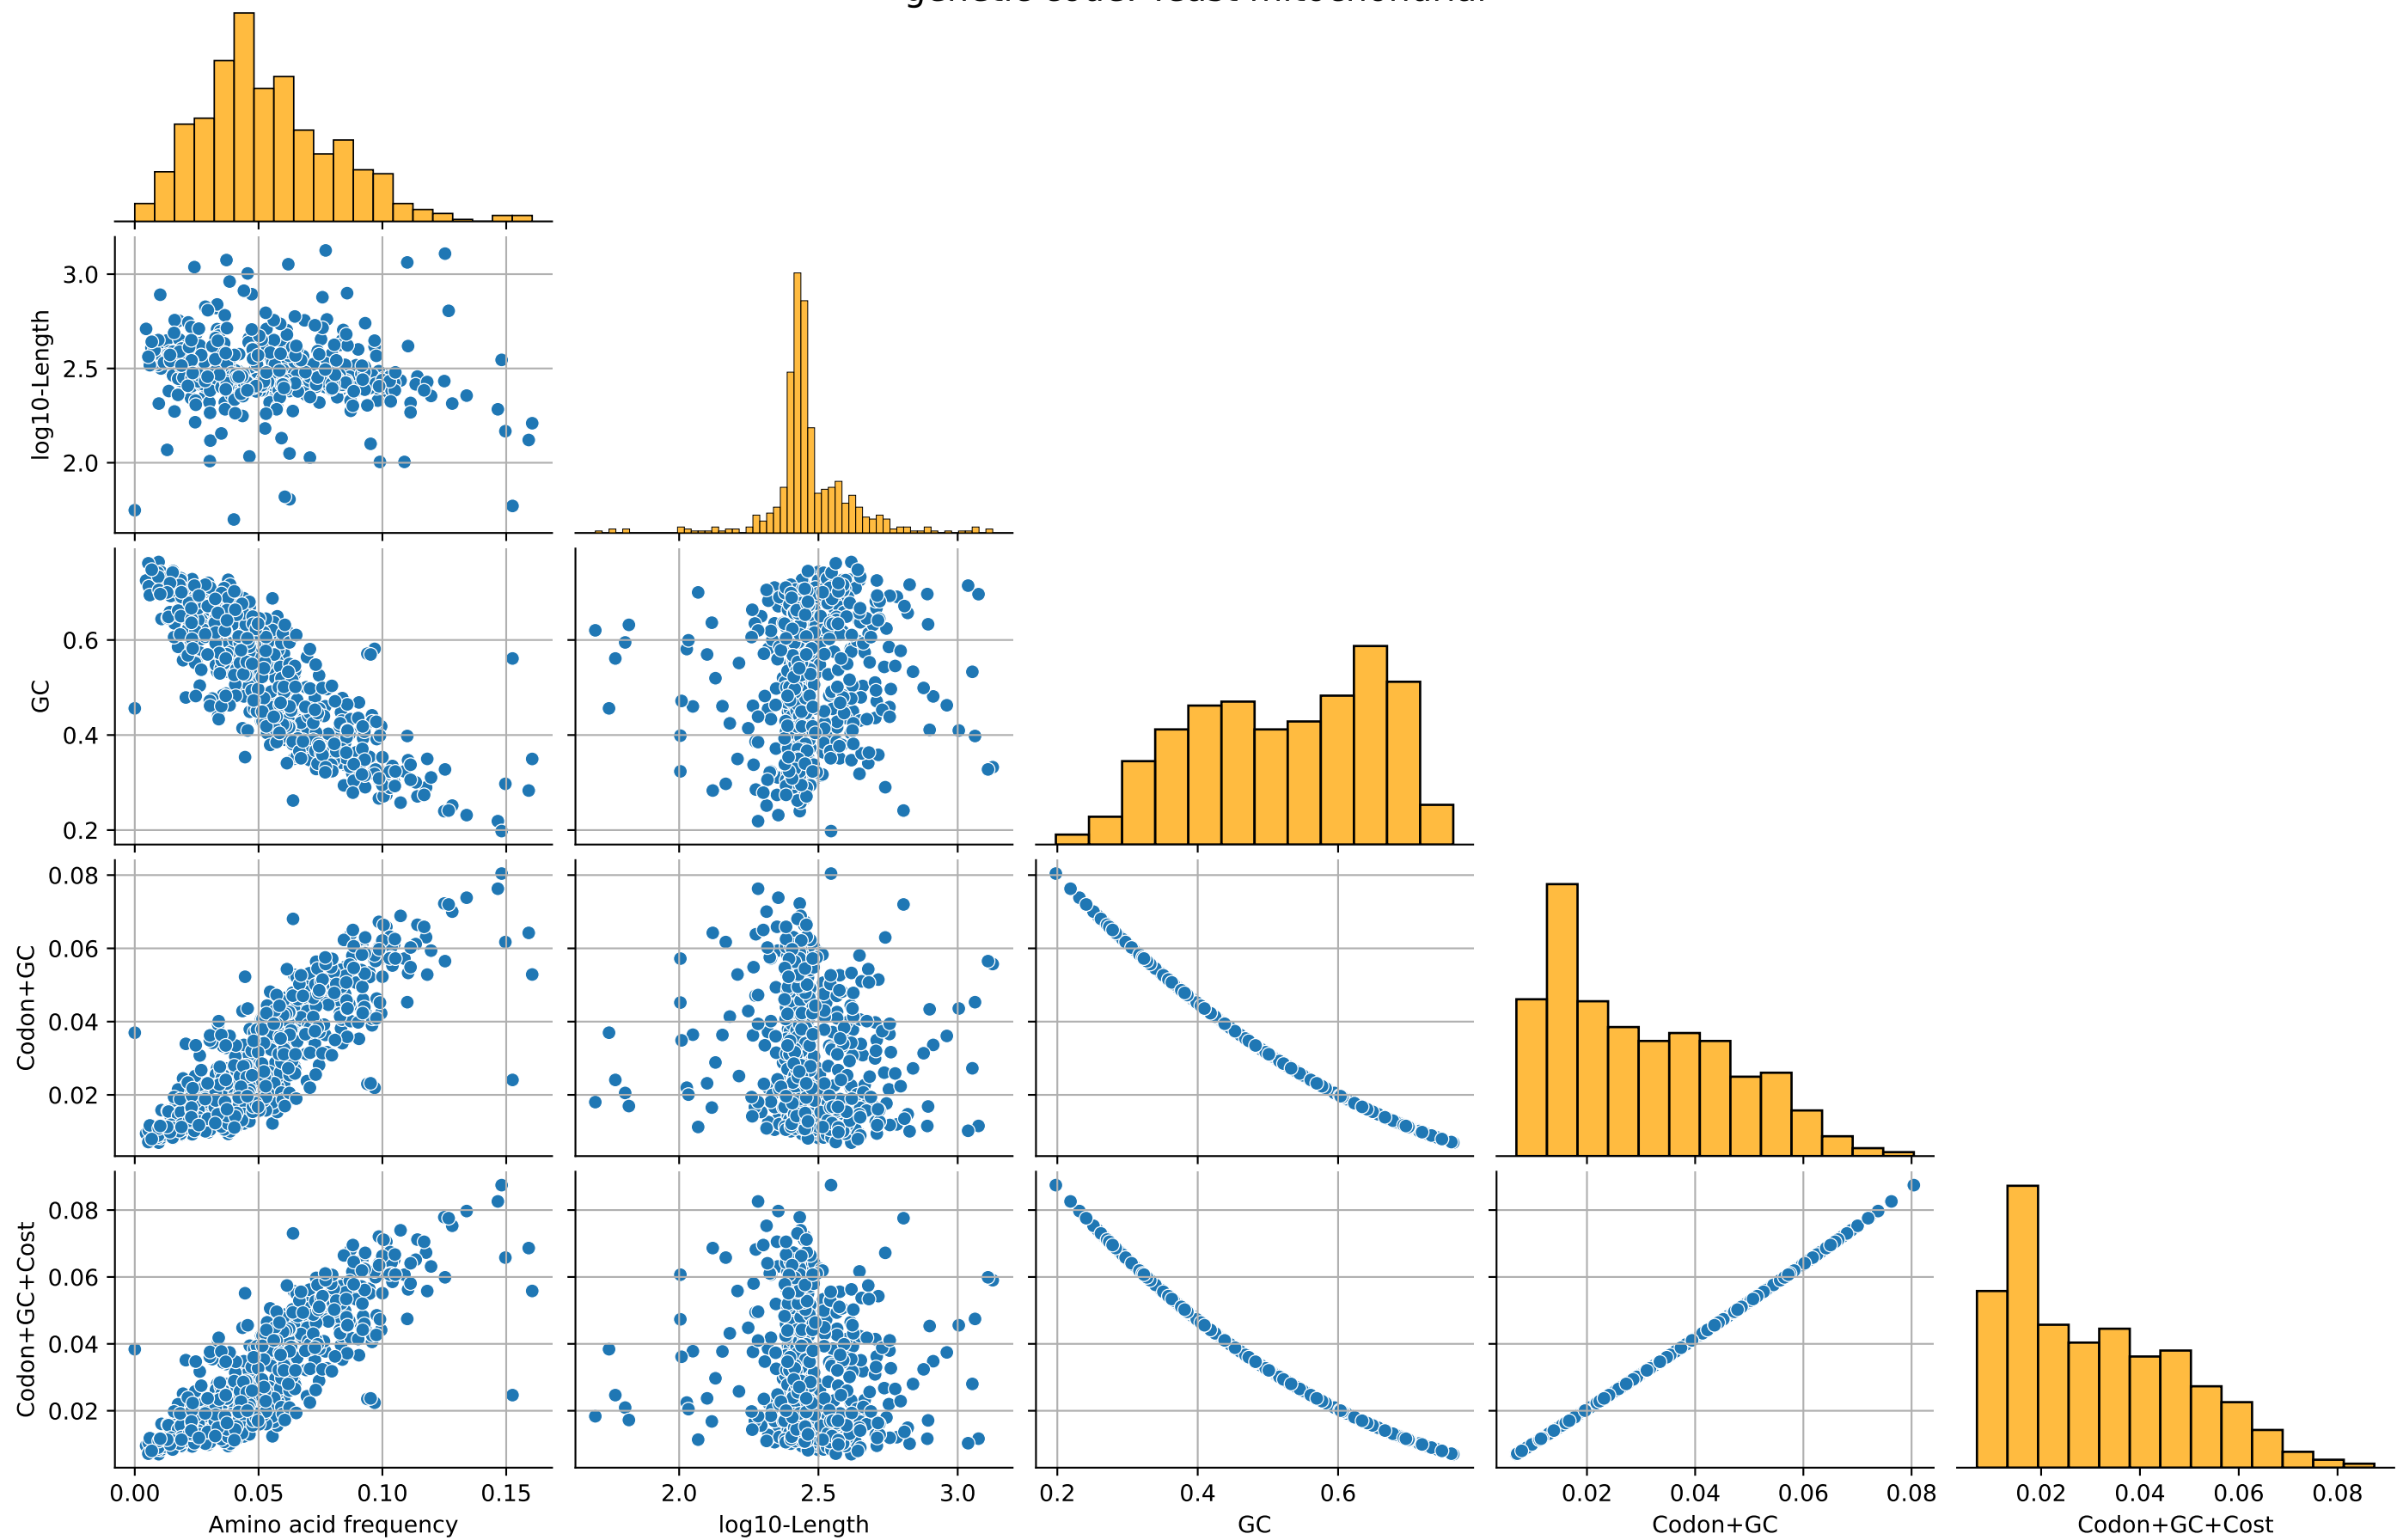 genetic code: Yeast mitochondrial
3.0
2.5
2.0
log10-Length
0.6
0.4
0.2
GC
0.08
0.06
0.04
0.02
Codon+GC
0.08
0.06
0.04
0.02
Codon+GC+Cost
0.00 0.05 0.10 0.15
Amino acid frequency
2.0 2.5 3.0
log10-Length
0.2 0.4 0.6
GC
0.02 0.04 0.06 0.08
Codon+GC
0.02 0.04 0.06 0.08
Codon+GC+Cost